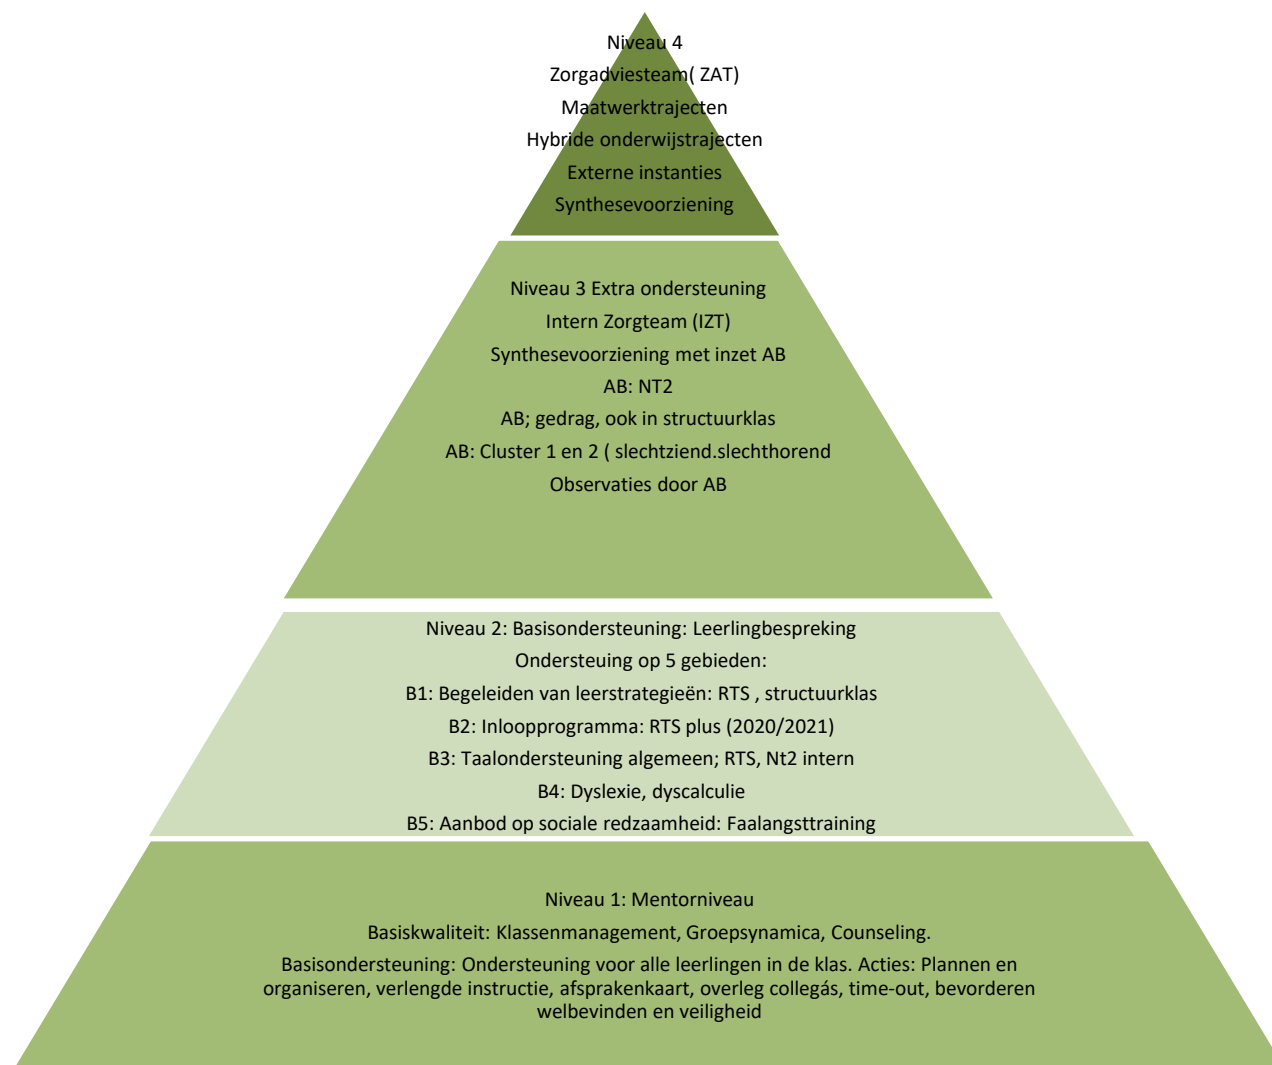 Niveau 4
Zorgadviesteam( ZAT)
Maatwerktrajecten
Hybride onderwijstrajecten
Externe instanties
Synthesevoorziening
Niveau 3 Extra ondersteuning
Intern Zorgteam (IZT)
Synthesevoorziening met inzet AB
AB: NT2
AB; gedrag, ook in structuurklas
AB: Cluster 1 en 2 ( slechtziend.slechthorend
Observaties door AB
Niveau 2: Basisondersteuning: Leerlingbespreking
Ondersteuing op 5 gebieden:
B1: Begeleiden van leerstrategieën: RTS , structuurklas
B2: Inloopprogramma: RTS plus (2020/2021)
B3: Taalondersteuning algemeen; RTS, Nt2 intern
B4: Dyslexie, dyscalculie
B5: Aanbod op sociale redzaamheid: Faalangsttraining
Niveau 1: Mentorniveau
Basiskwaliteit: Klassenmanagement, Groepsynamica, Counseling.
Basisondersteuning: Ondersteuning voor alle leerlingen in de klas. Acties: Plannen en
organiseren, verlengde instructie, afsprakenkaart, overleg collegás, time-out, bevorderen
welbevinden en veiligheid